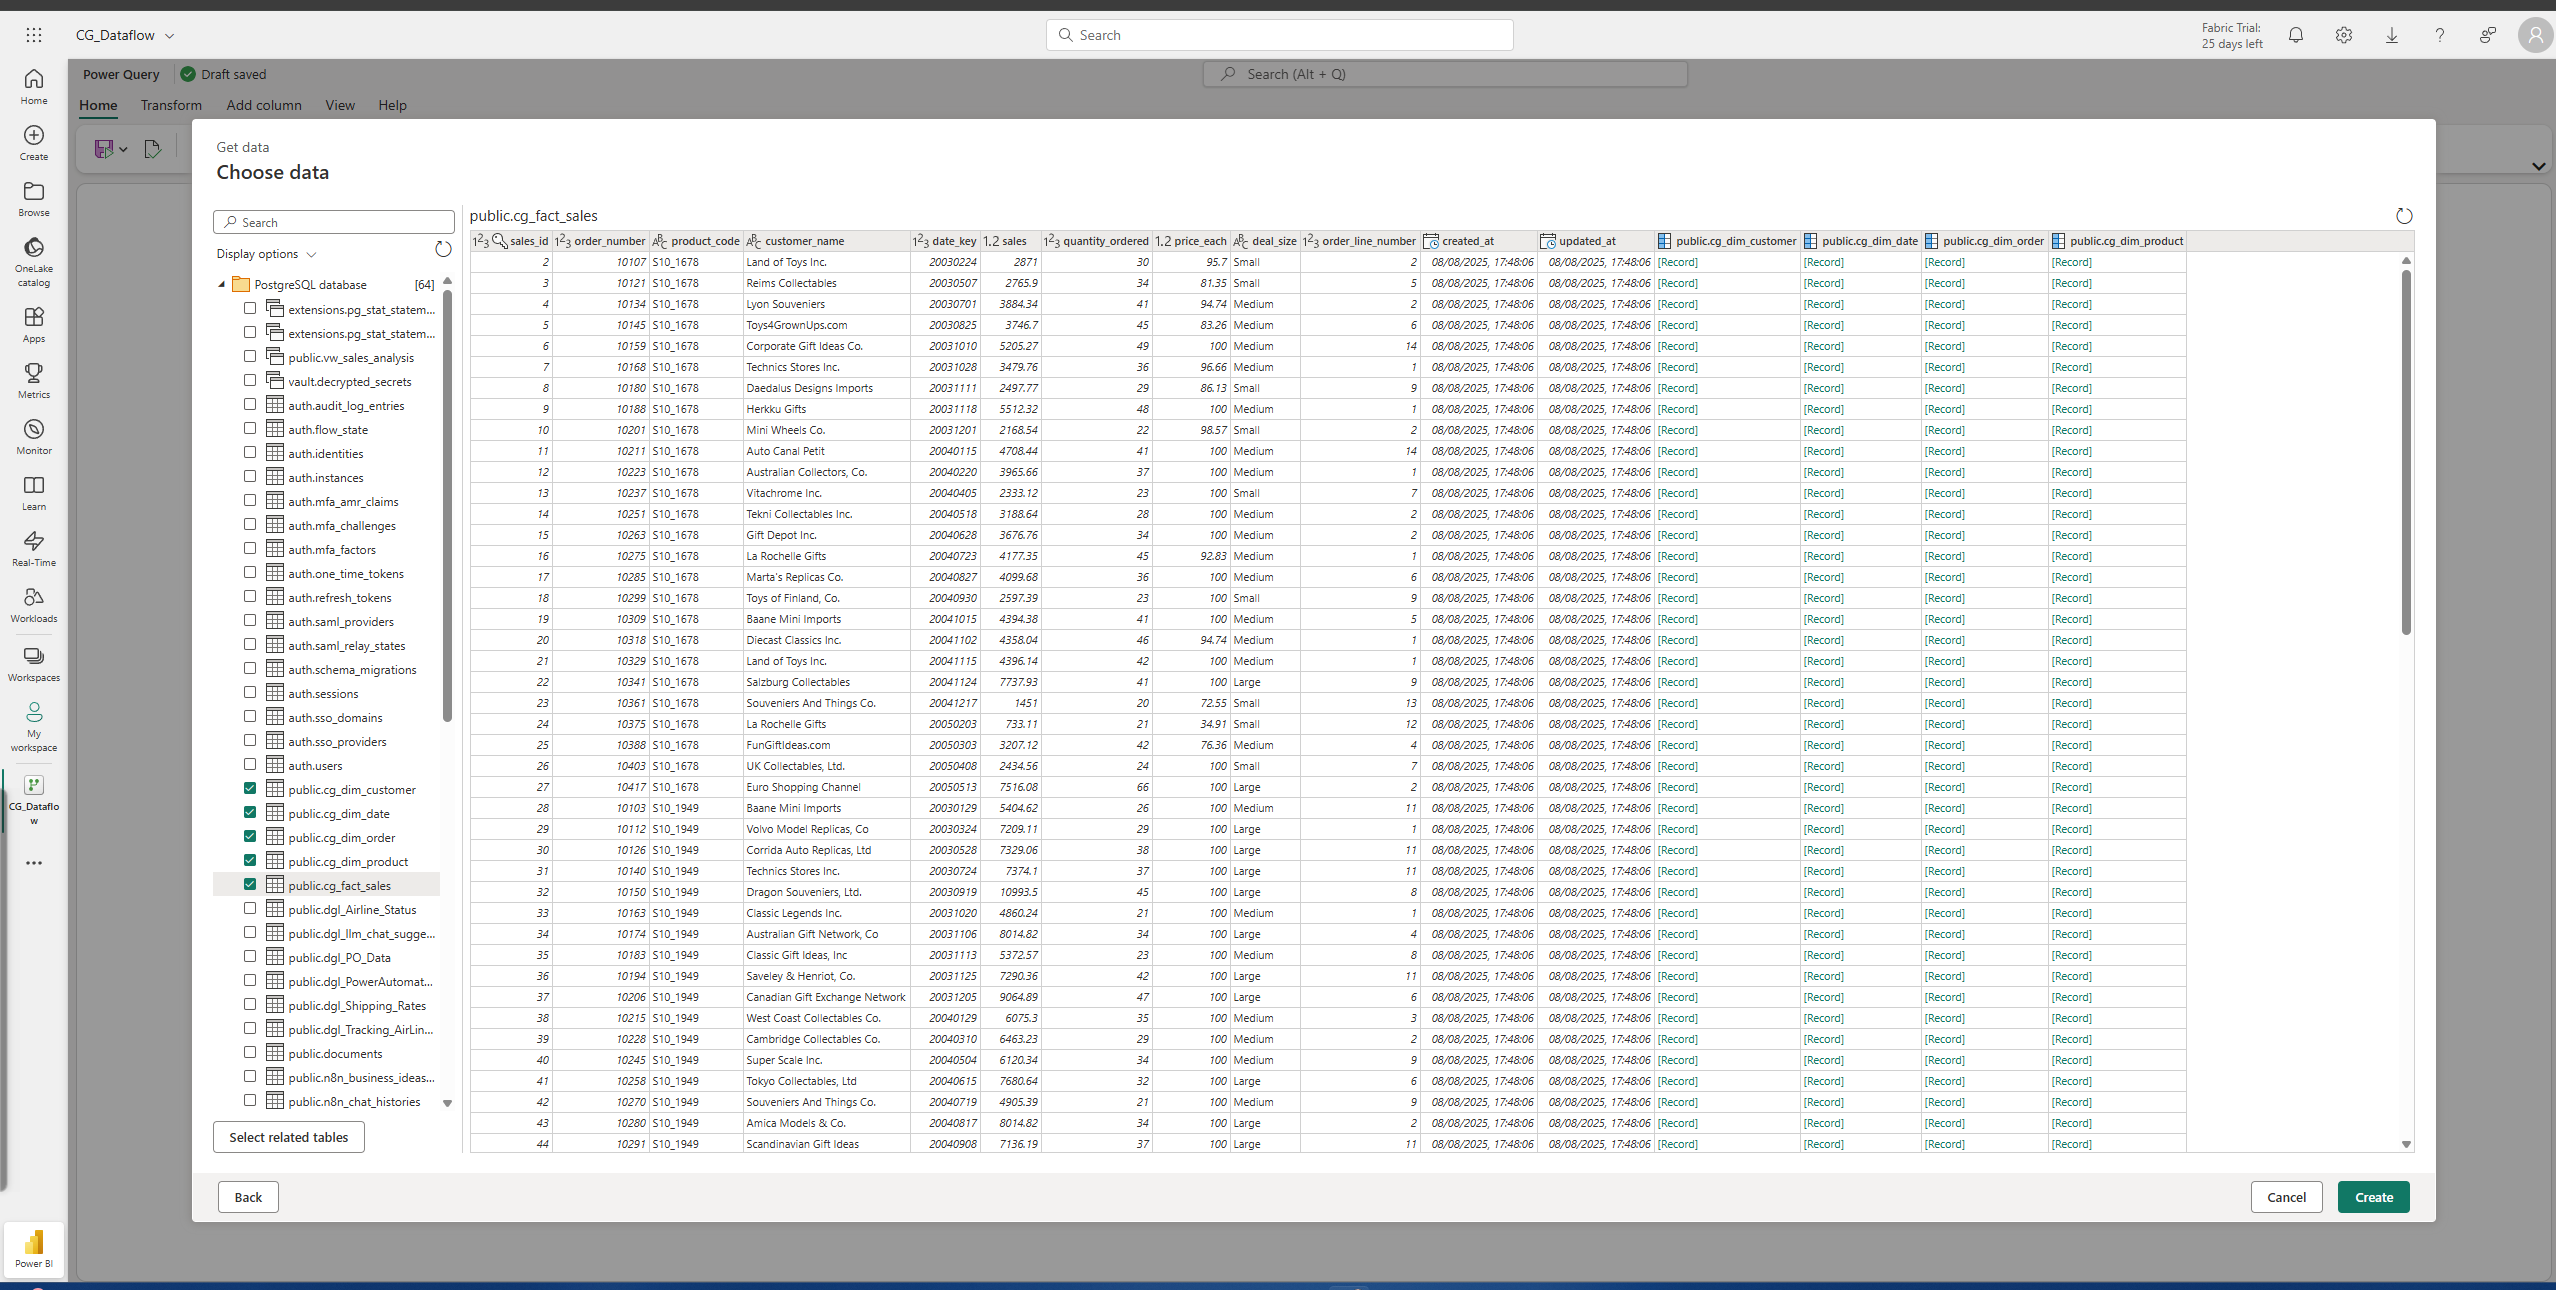 CG_Dataflow
Search
Fabric Trial:
25 days left
Power Query
Draft saved
Search (Alt + Q)
Home
Transform
Add column
View
Help
Home
Create
Browse
OneLake
catalog
Apps
Metrics
Monitor
Learn
Real-Time
Workloads
Workspaces
My
workspace
CG_Dataflo
w
Power BI
Get data
Choose data
Search
Display options
PostgreSQL database [64]
extensions.pg_stat_statem...
extensions.pg_stat_statem...
public.vw_sales_analysis
vault.decrypted_secrets
auth.audit_log_entries
auth.flow_state
auth.identities
auth.instances
auth.mfa_amr_claims
auth.mfa_challenges
auth.mfa_factors
auth.one_time_tokens
auth.refresh_tokens
auth.saml_providers
auth.saml_relay_states
auth.schema_migrations
auth.sessions
auth.sso_domains
auth.sso_providers
auth.users
public.cg_dim_customer
public.cg_dim_date
public.cg_dim_order
public.cg_dim_product
public.cg_fact_sales
public.dgl_Airline_Status
public.dgl_llm_chat_sugge...
public.dgl_PO_Data
public.dgl_PowerAutomat...
public.dgl_Shipping_Rates
public.dgl_Tracking_AirLin...
public.documents
public.n8n_business_ideas...
public.n8n_chat_histories
Select related tables
public.cg_fact_sales
123 sales_id 123 order_number ABC product_code ABC customer_name 123 date_key 1.2 sales 123 quantity_ordered 1.2 price_each ABC deal_size 123 order_line_number created_at updated_at public.cg_dim_customer public.cg_dim_date public.cg_dim_order public.cg_dim_product
2 10107 S10_1678 Land of Toys Inc. 20030224 2871 30 95.7 Small 2 08/08/2025, 17:48:06 08/08/2025, 17:48:06 [Record] [Record] [Record] [Record]
3 10121 S10_1678 Reims Collectables 20030507 2765.9 34 81.35 Small 5 08/08/2025, 17:48:06 08/08/2025, 17:48:06 [Record] [Record] [Record] [Record]
4 10134 S10_1678 Lyon Souveniers 20030701 3884.34 41 94.74 Medium 2 08/08/2025, 17:48:06 08/08/2025, 17:48:06 [Record] [Record] [Record] [Record]
5 10145 S10_1678 Toys4GrownUps.com 20030825 3746.7 45 83.26 Medium 6 08/08/2025, 17:48:06 08/08/2025, 17:48:06 [Record] [Record] [Record] [Record]
6 10159 S10_1678 Corporate Gift Ideas Co. 20031010 5205.27 49 100 Medium 14 08/08/2025, 17:48:06 08/08/2025, 17:48:06 [Record] [Record] [Record] [Record]
7 10168 S10_1678 Technics Stores Inc. 20031028 3479.76 36 96.66 Medium 1 08/08/2025, 17:48:06 08/08/2025, 17:48:06 [Record] [Record] [Record] [Record]
8 10180 S10_1678 Daedalus Designs Imports 20031111 2497.77 29 86.13 Small 9 08/08/2025, 17:48:06 08/08/2025, 17:48:06 [Record] [Record] [Record] [Record]
9 10188 S10_1678 Herkku Gifts 20031118 5512.32 48 100 Medium 1 08/08/2025, 17:48:06 08/08/2025, 17:48:06 [Record] [Record] [Record] [Record]
10 10201 S10_1678 Mini Wheels Co. 20031201 2168.54 22 98.57 Small 2 08/08/2025, 17:48:06 08/08/2025, 17:48:06 [Record] [Record] [Record] [Record]
11 10211 S10_1678 Auto Canal Petit 20040115 4708.44 41 100 Medium 14 08/08/2025, 17:48:06 08/08/2025, 17:48:06 [Record] [Record] [Record] [Record]
12 10223 S10_1678 Australian Collectors, Co. 20040220 3965.66 37 100 Medium 1 08/08/2025, 17:48:06 08/08/2025, 17:48:06 [Record] [Record] [Record] [Record]
13 10237 S10_1678 Vitachrome Inc. 20040405 2333.12 23 100 Small 7 08/08/2025, 17:48:06 08/08/2025, 17:48:06 [Record] [Record] [Record] [Record]
14 10251 S10_1678 Tekni Collectables Inc. 20040518 3188.64 28 100 Medium 2 08/08/2025, 17:48:06 08/08/2025, 17:48:06 [Record] [Record] [Record] [Record]
15 10263 S10_1678 Gift Depot Inc. 20040628 3676.76 34 100 Medium 2 08/08/2025, 17:48:06 08/08/2025, 17:48:06 [Record] [Record] [Record] [Record]
16 10275 S10_1678 La Rochelle Gifts 20040723 4177.35 45 92.83 Medium 1 08/08/2025, 17:48:06 08/08/2025, 17:48:06 [Record] [Record] [Record] [Record]
17 10285 S10_1678 Marta's Replicas Co. 20040827 4099.68 36 100 Medium 6 08/08/2025, 17:48:06 08/08/2025, 17:48:06 [Record] [Record] [Record] [Record]
18 10299 S10_1678 Toys of Finland, Co. 20040930 2597.39 23 100 Small 9 08/08/2025, 17:48:06 08/08/2025, 17:48:06 [Record] [Record] [Record] [Record]
19 10309 S10_1678 Baane Mini Imports 20041015 4394.38 41 100 Medium 5 08/08/2025, 17:48:06 08/08/2025, 17:48:06 [Record] [Record] [Record] [Record]
20 10318 S10_1678 Diecast Classics Inc. 20041102 4358.04 46 94.74 Medium 1 08/08/2025, 17:48:06 08/08/2025, 17:48:06 [Record] [Record] [Record] [Record]
21 10329 S10_1678 Land of Toys Inc. 20041115 4396.14 42 100 Medium 1 08/08/2025, 17:48:06 08/08/2025, 17:48:06 [Record] [Record] [Record] [Record]
22 10341 S10_1678 Salzburg Collectables 20041124 7737.93 41 100 Large 9 08/08/2025, 17:48:06 08/08/2025, 17:48:06 [Record] [Record] [Record] [Record]
23 10361 S10_1678 Souveniers And Things Co. 20041217 1451 20 72.55 Small 13 08/08/2025, 17:48:06 08/08/2025, 17:48:06 [Record] [Record] [Record] [Record]
24 10375 S10_1678 La Rochelle Gifts 20050203 733.11 21 34.91 Small 12 08/08/2025, 17:48:06 08/08/2025, 17:48:06 [Record] [Record] [Record] [Record]
25 10388 S10_1678 FunGiftIdeas.com 20050303 3207.12 42 76.36 Medium 4 08/08/2025, 17:48:06 08/08/2025, 17:48:06 [Record] [Record] [Record] [Record]
26 10403 S10_1678 UK Collectables, Ltd. 20050408 2434.56 24 100 Small 7 08/08/2025, 17:48:06 08/08/2025, 17:48:06 [Record] [Record] [Record] [Record]
27 10417 S10_1678 Euro Shopping Channel 20050513 7516.08 66 100 Large 2 08/08/2025, 17:48:06 08/08/2025, 17:48:06 [Record] [Record] [Record] [Record]
28 10103 S10_1949 Baane Mini Imports 20030129 5404.62 26 100 Medium 11 08/08/2025, 17:48:06 08/08/2025, 17:48:06 [Record] [Record] [Record] [Record]
29 10112 S10_1949 Volvo Model Replicas, Co 20030324 7209.11 29 100 Large 1 08/08/2025, 17:48:06 08/08/2025, 17:48:06 [Record] [Record] [Record] [Record]
30 10126 S10_1949 Corrida Auto Replicas, Ltd 20030528 7329.06 38 100 Large 11 08/08/2025, 17:48:06 08/08/2025, 17:48:06 [Record] [Record] [Record] [Record]
31 10140 S10_1949 Technics Stores Inc. 20030724 7374.1 37 100 Large 11 08/08/2025, 17:48:06 08/08/2025, 17:48:06 [Record] [Record] [Record] [Record]
32 10150 S10_1949 Dragon Souveniers, Ltd. 20030919 10993.5 45 100 Large 8 08/08/2025, 17:48:06 08/08/2025, 17:48:06 [Record] [Record] [Record] [Record]
33 10163 S10_1949 Classic Legends Inc. 20031020 4860.24 21 100 Medium 1 08/08/2025, 17:48:06 08/08/2025, 17:48:06 [Record] [Record] [Record] [Record]
34 10174 S10_1949 Australian Gift Network, Co 20031106 8014.82 34 100 Large 4 08/08/2025, 17:48:06 08/08/2025, 17:48:06 [Record] [Record] [Record] [Record]
35 10183 S10_1949 Classic Gift Ideas, Inc 20031113 5372.57 23 100 Medium 8 08/08/2025, 17:48:06 08/08/2025, 17:48:06 [Record] [Record] [Record] [Record]
36 10194 S10_1949 Saveley & Henriot, Co. 20031125 7290.36 42 100 Large 11 08/08/2025, 17:48:06 08/08/2025, 17:48:06 [Record] [Record] [Record] [Record]
37 10206 S10_1949 Canadian Gift Exchange Network 20031205 9064.89 47 100 Large 6 08/08/2025, 17:48:06 08/08/2025, 17:48:06 [Record] [Record] [Record] [Record]
38 10215 S10_1949 West Coast Collectables Co. 20040129 6075.3 35 100 Medium 3 08/08/2025, 17:48:06 08/08/2025, 17:48:06 [Record] [Record] [Record] [Record]
39 10228 S10_1949 Cambridge Collectables Co. 20040310 6463.23 29 100 Medium 2 08/08/2025, 17:48:06 08/08/2025, 17:48:06 [Record] [Record] [Record] [Record]
40 10245 S10_1949 Super Scale Inc. 20040504 6120.34 34 100 Medium 9 08/08/2025, 17:48:06 08/08/2025, 17:48:06 [Record] [Record] [Record] [Record]
41 10258 S10_1949 Tokyo Collectables, Ltd 20040615 7680.64 32 100 Large 6 08/08/2025, 17:48:06 08/08/2025, 17:48:06 [Record] [Record] [Record] [Record]
42 10270 S10_1949 Souveniers And Things Co. 20040719 4905.39 21 100 Medium 9 08/08/2025, 17:48:06 08/08/2025, 17:48:06 [Record] [Record] [Record] [Record]
43 10280 S10_1949 Amica Models & Co. 20040817 8014.82 34 100 Large 2 08/08/2025, 17:48:06 08/08/2025, 17:48:06 [Record] [Record] [Record] [Record]
44 10291 S10_1949 Scandinavian Gift Ideas 20040908 7136.19 37 100 Large 11 08/08/2025, 17:48:06 08/08/2025, 17:48:06 [Record] [Record] [Record] [Record]
Back
Cancel
Create